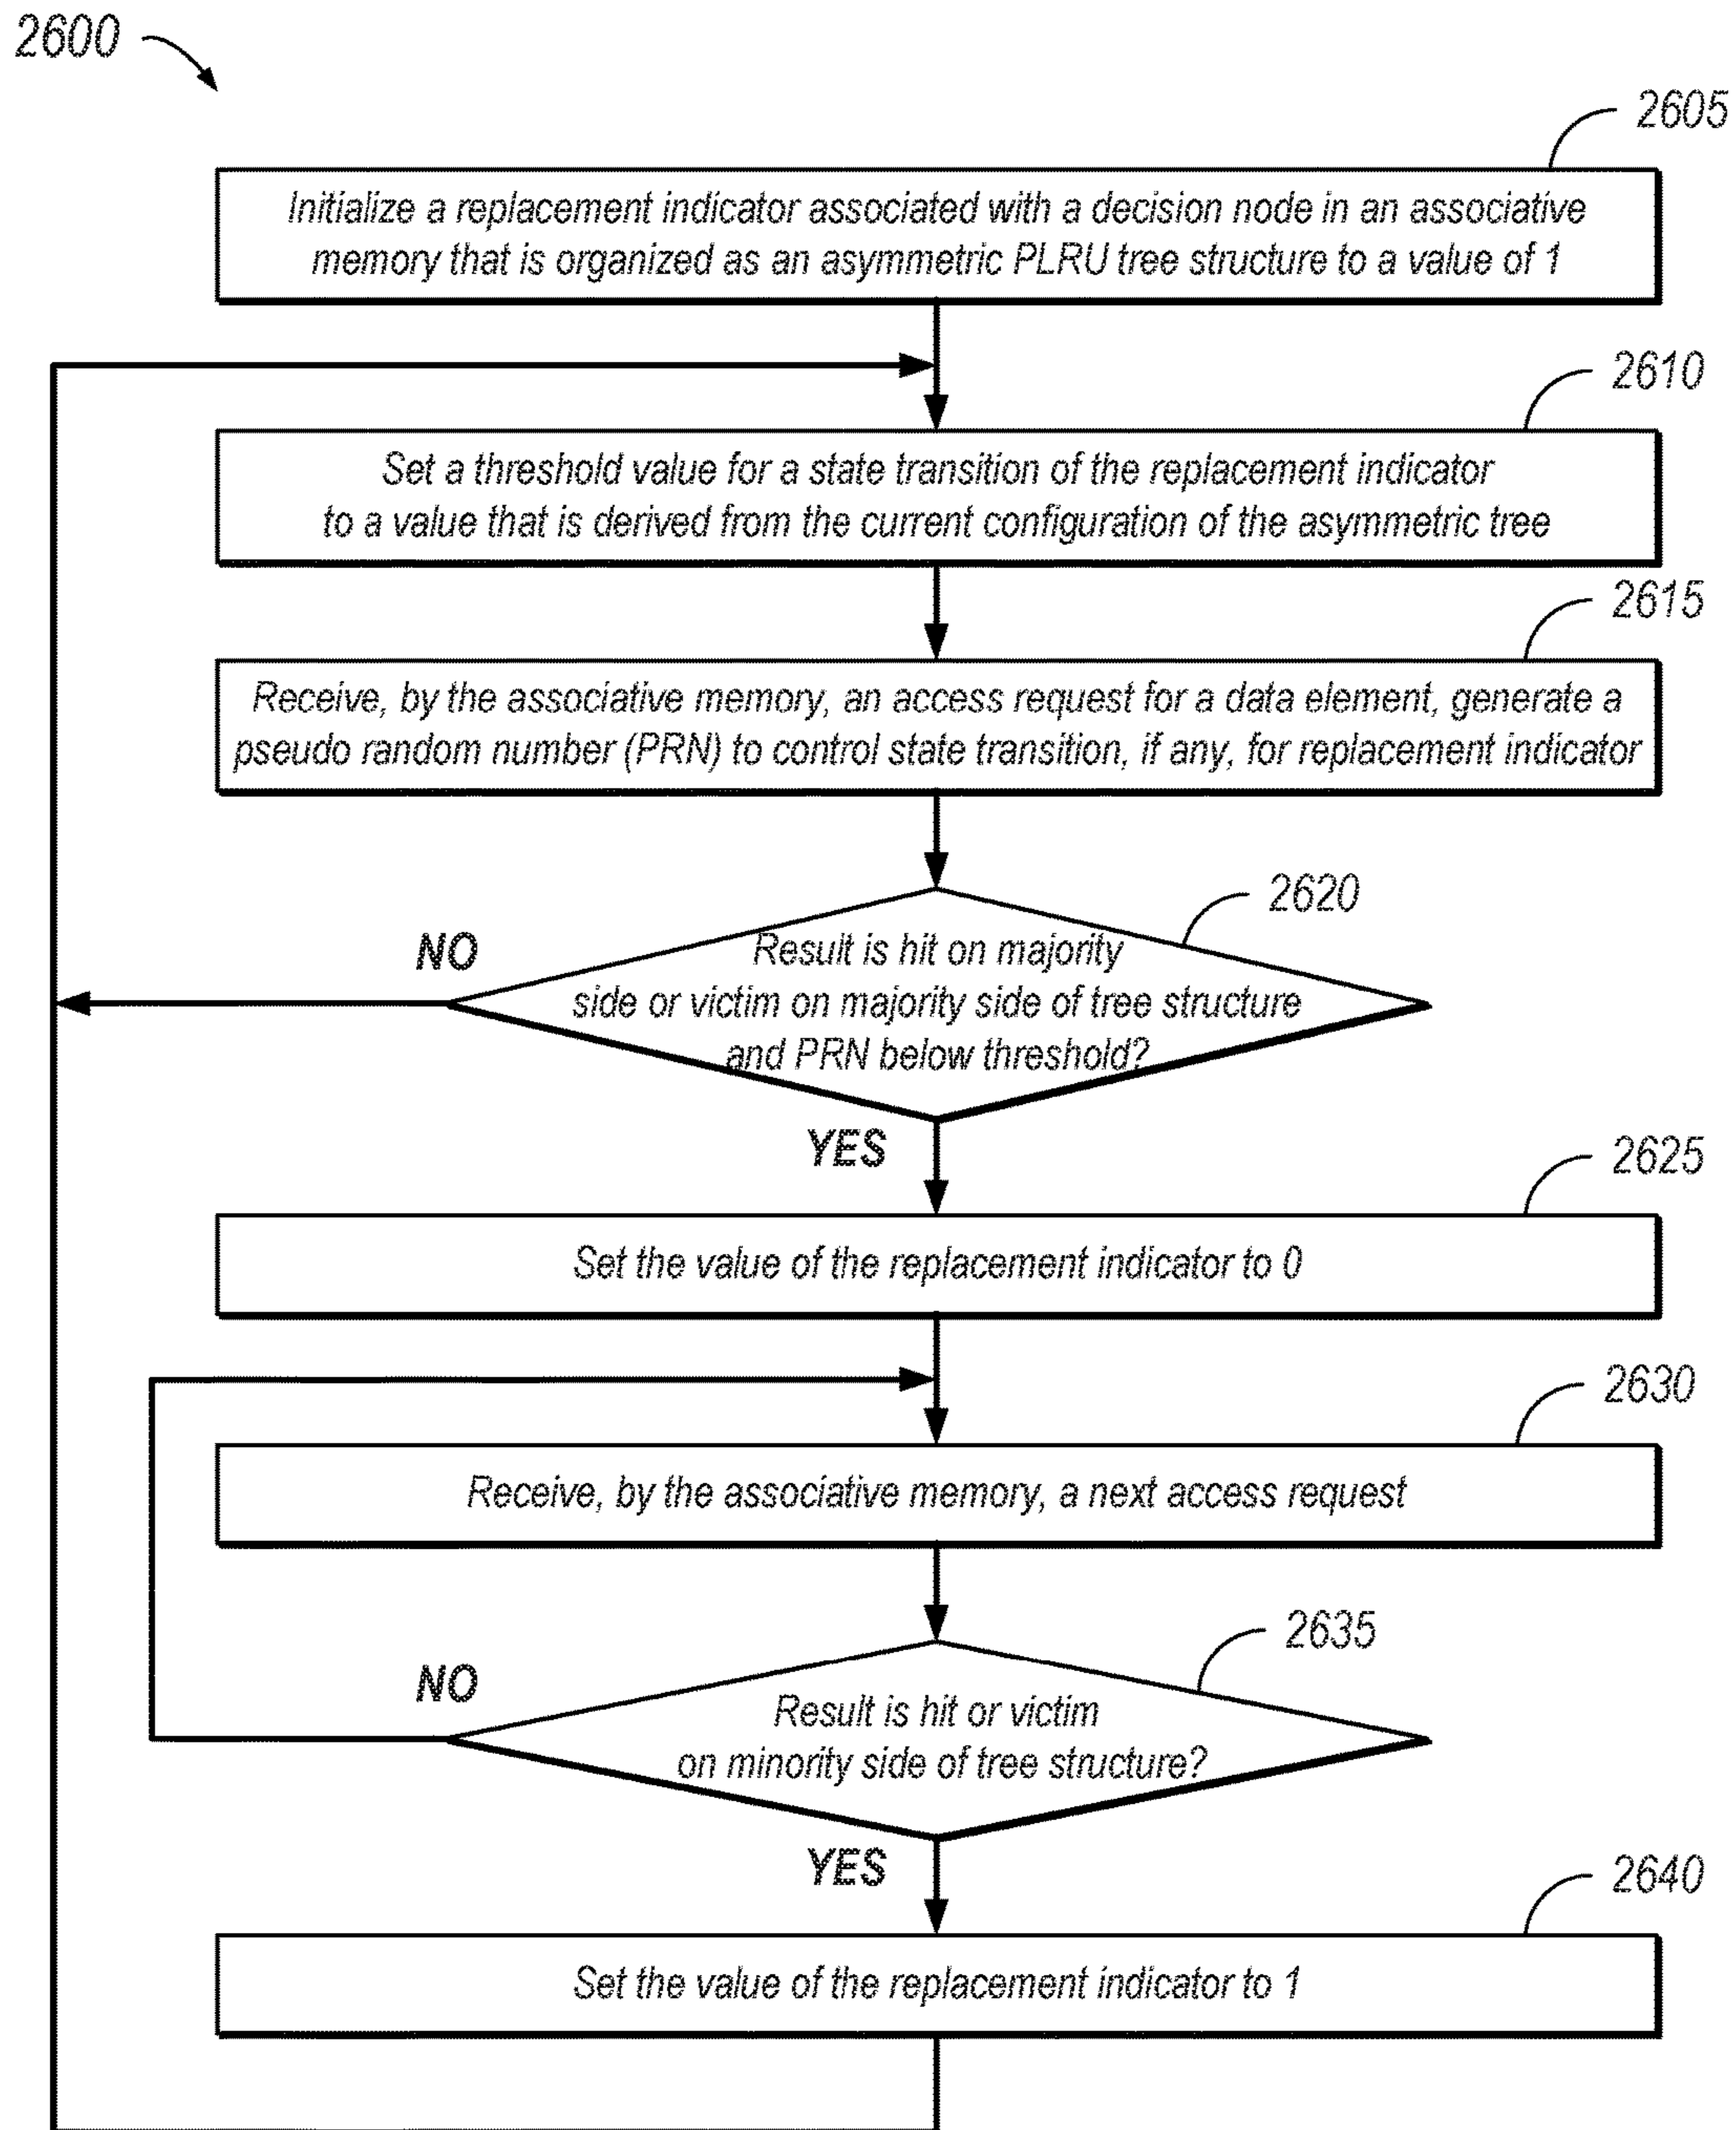 2600
2605
Initialize a replacement indicator associated with a decision node in an associative
memory that is organized as an asymmetric PLRU tree structure to a value of 1
2610
Set a threshold value for a state transition of the replacement indicator
to a value that is derived from the current configuration of the asymmetric tree
2615
Receive, by the associative memory, an access request for a data element, generate a
pseudo random number (PRN) to control state transition, if any, for replacement indicator
2620
NO
Result is hit on majority
side or victim on majority side of tree structure
and PRN below threshold?
YES
2625
Set the value of the replacement indicator to 0
2630
Receive, by the associative memory, a next access request
2635
NO
Result is hit or victim
on minority side of tree structure?
YES
2640
Set the value of the replacement indicator to 1